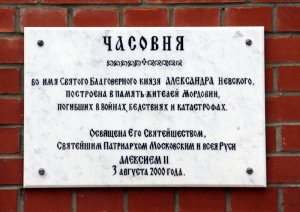 ЧАСОВНЯ
ВО ИМЯ СВЯТОГО БЛАГОВЕРНОГО КНЯЗЯ АЛЕКСАНДРА НЕВСКОГО,
ПОСТРОЕНА В ПАМЯТЬ ЖИТЕЛЕЙ МОРДОВИИ,
ПОГИБШИХ В ВОЙНАХ, БЕДСТВИЯХ И КАТАСТРОФАХ.
ОСВЯЩЕНА ЕГО СВЯТЕЙШЕСТВОМ,
СВЯТЕЙШИМ ПАТРИАРХОМ МОСКОВСКИМ И ВСЕЯ РУСИ
АЛЕКСИЕМ II
3 АВГУСТА 2000 ГОДА.